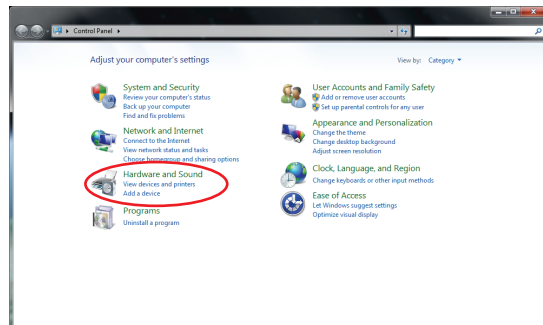 Control Panel
Adjust your computer's settings
View by: Category
System and Security
Review your computer's status
Back up your computer
Find and fix problems
Network and Internet
Connect to the Internet
View network status and tasks
Choose homegroup and sharing options
Hardware and Sound
View devices and printers
Add a device
Programs
Uninstall a program
User Accounts and Family Safety
Add or remove user accounts
Set up parental controls for any user
Appearance and Personalization
Change the theme
Change desktop background
Adjust screen resolution
Clock, Language, and Region
Change keyboards or other input methods
Ease of Access
Let Windows suggest settings
Optimize visual display